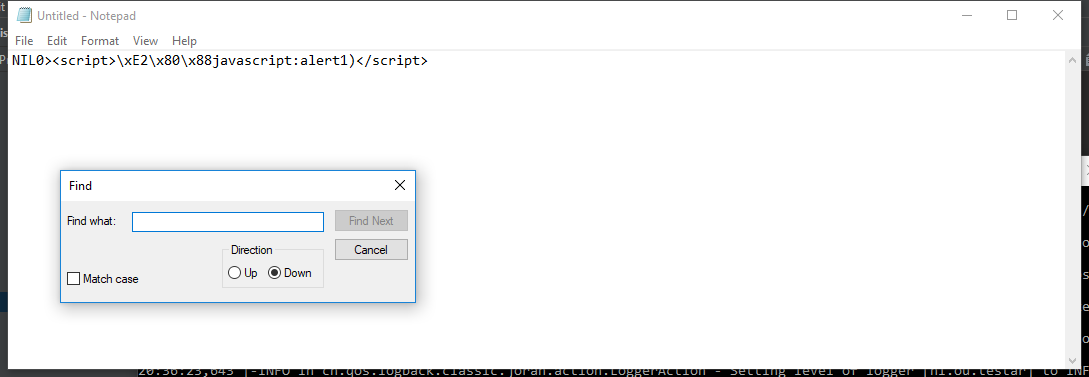 Untitled - Notepad
File Edit Format View Help
NIL0><script>\xE2\x80\x88javascript:alert1)</script>
Find
Find what:
Find Next
Direction
Cancel
Up Down
Match case
20:36:23,643 |-INFO in ch.qos.logback.classic.joran.action.LoggerAction - Setting level of logger [nl.ou.testar] to INF